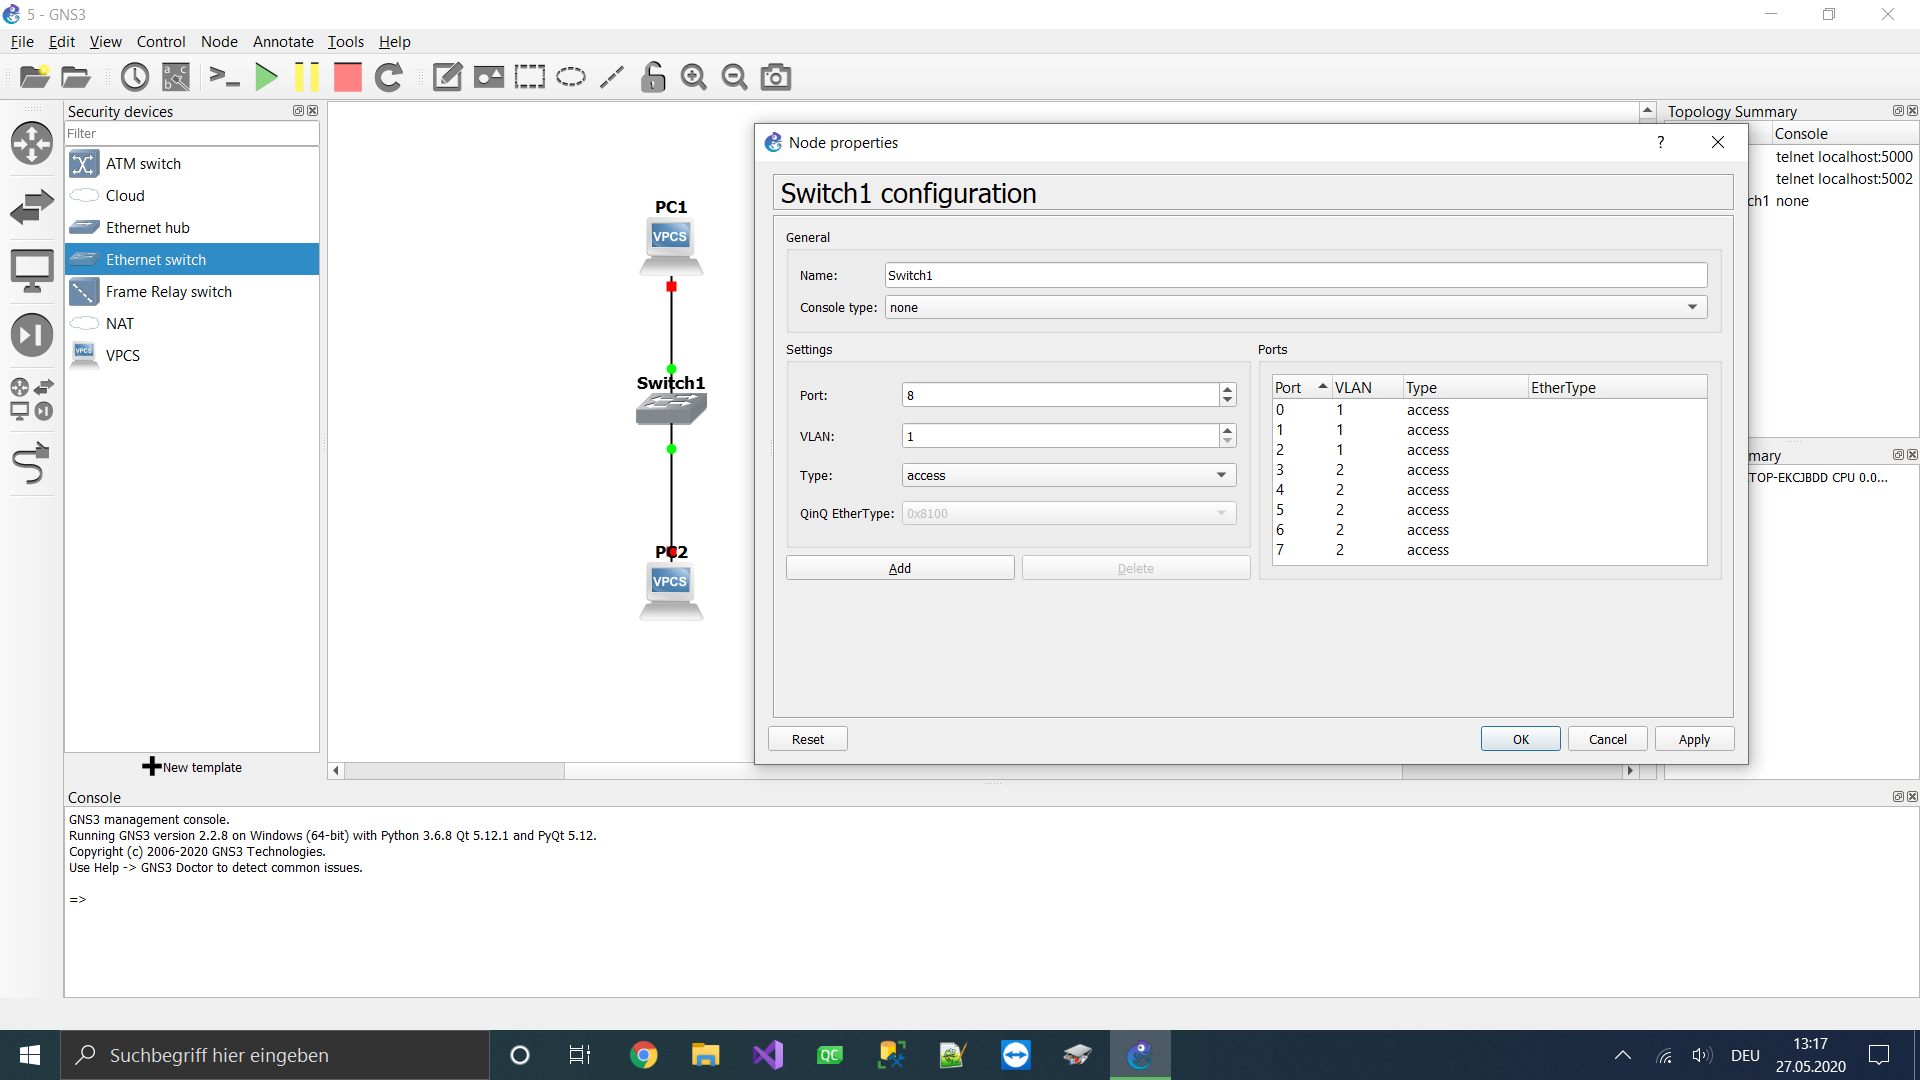 5 - GNS3
File Edit View Control Node Annotate Tools Help
Security devices
Filter
ATM switch
Cloud
Ethernet hub
Ethernet switch
Frame Relay switch
NAT
VPCS
New template
PC1
VPCS
Switch1
PC2
VPCS
Node properties
?
Switch1 configuration
General
Name: Switch1
Console type: none
Settings
Port: 8
VLAN: 1
Type: access
QinQ EtherType: 0x8100
Add Delete
Ports
Port VLAN Type EtherType
0 1 access
1 1 access
2 1 access
3 2 access
4 2 access
5 2 access
6 2 access
7 2 access
Reset OK Cancel Apply
Topology Summary
Console
telnet localhost:5000
telnet localhost:5002
ch1 none
mary
TOP-EKCJBDD CPU 0.0...
Console
GNS3 management console.
Running GNS3 version 2.2.8 on Windows (64-bit) with Python 3.6.8 Qt 5.12.1 and PyQt 5.12.
Copyright (c) 2006-2020 GNS3 Technologies.
Use Help -> GNS3 Doctor to detect common issues.
=>
Suchbegriff hier eingeben
QC
DEU
13:17
27.05.2020